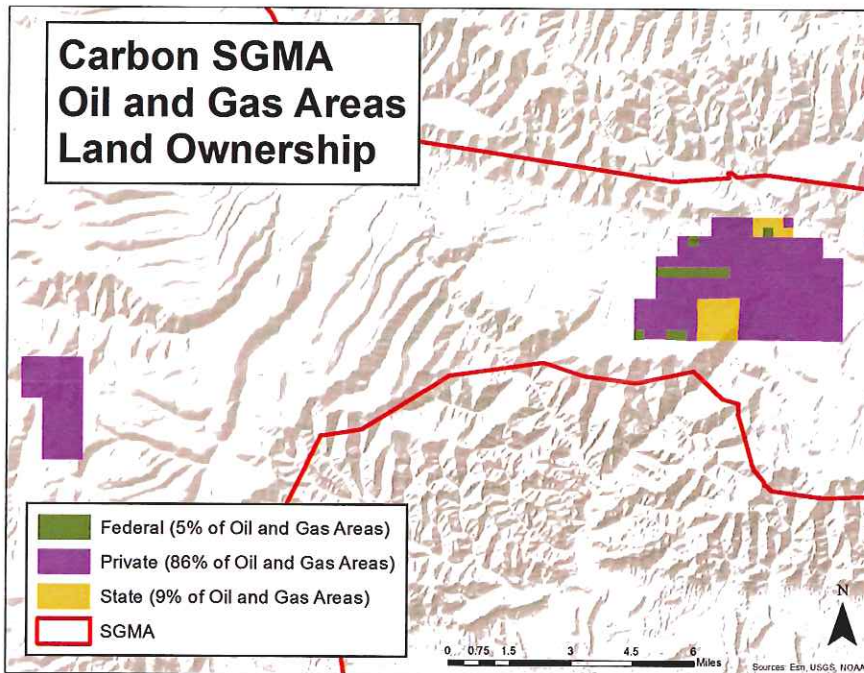 Carbon SGMA
Oil and Gas Areas
Land Ownership
Federal (5% of Oil and Gas Areas)
Private (86% of Oil and Gas Areas)
State (9% of Oil and Gas Areas)
SGMA
N
0 0.75 1.5 3 4.5 6
Miles
Sources: Esri, USGS, NOAA